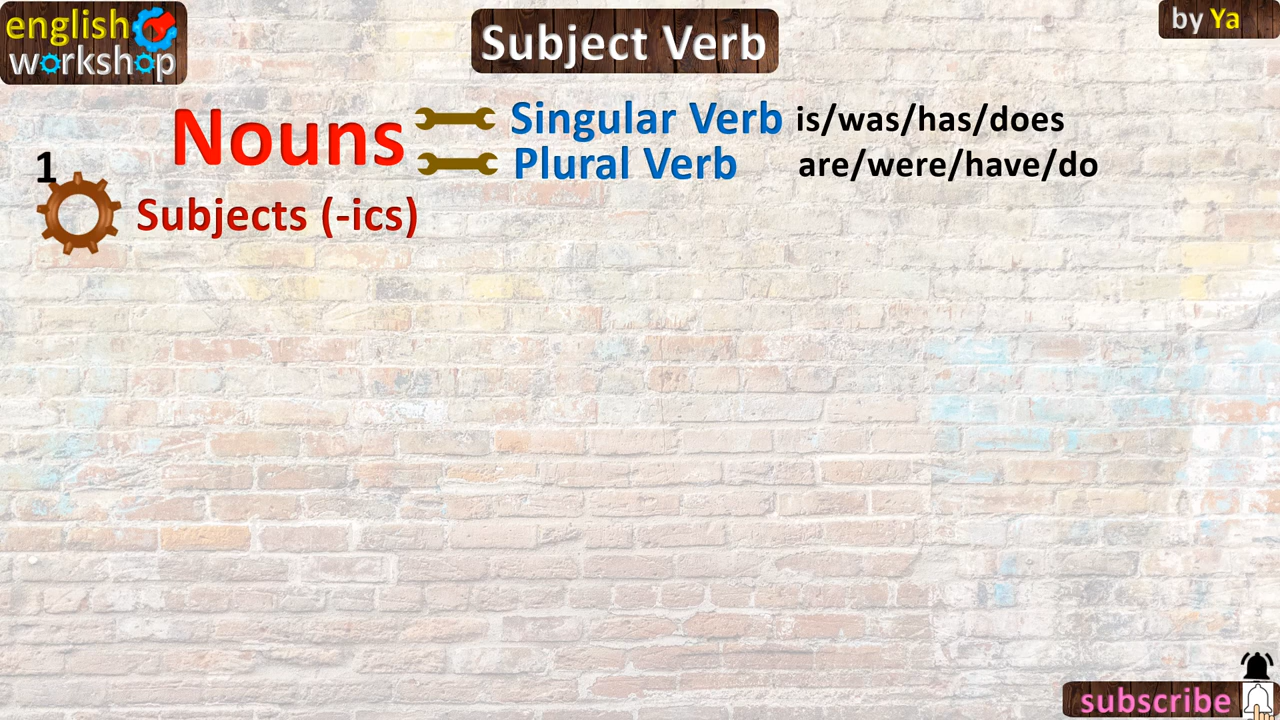 english
workshop
Subject Verb
by Ya
Nouns
Singular Verb is/was/has/does
Plural Verb are/were/have/do
1
Subjects (-ics)
subscribe